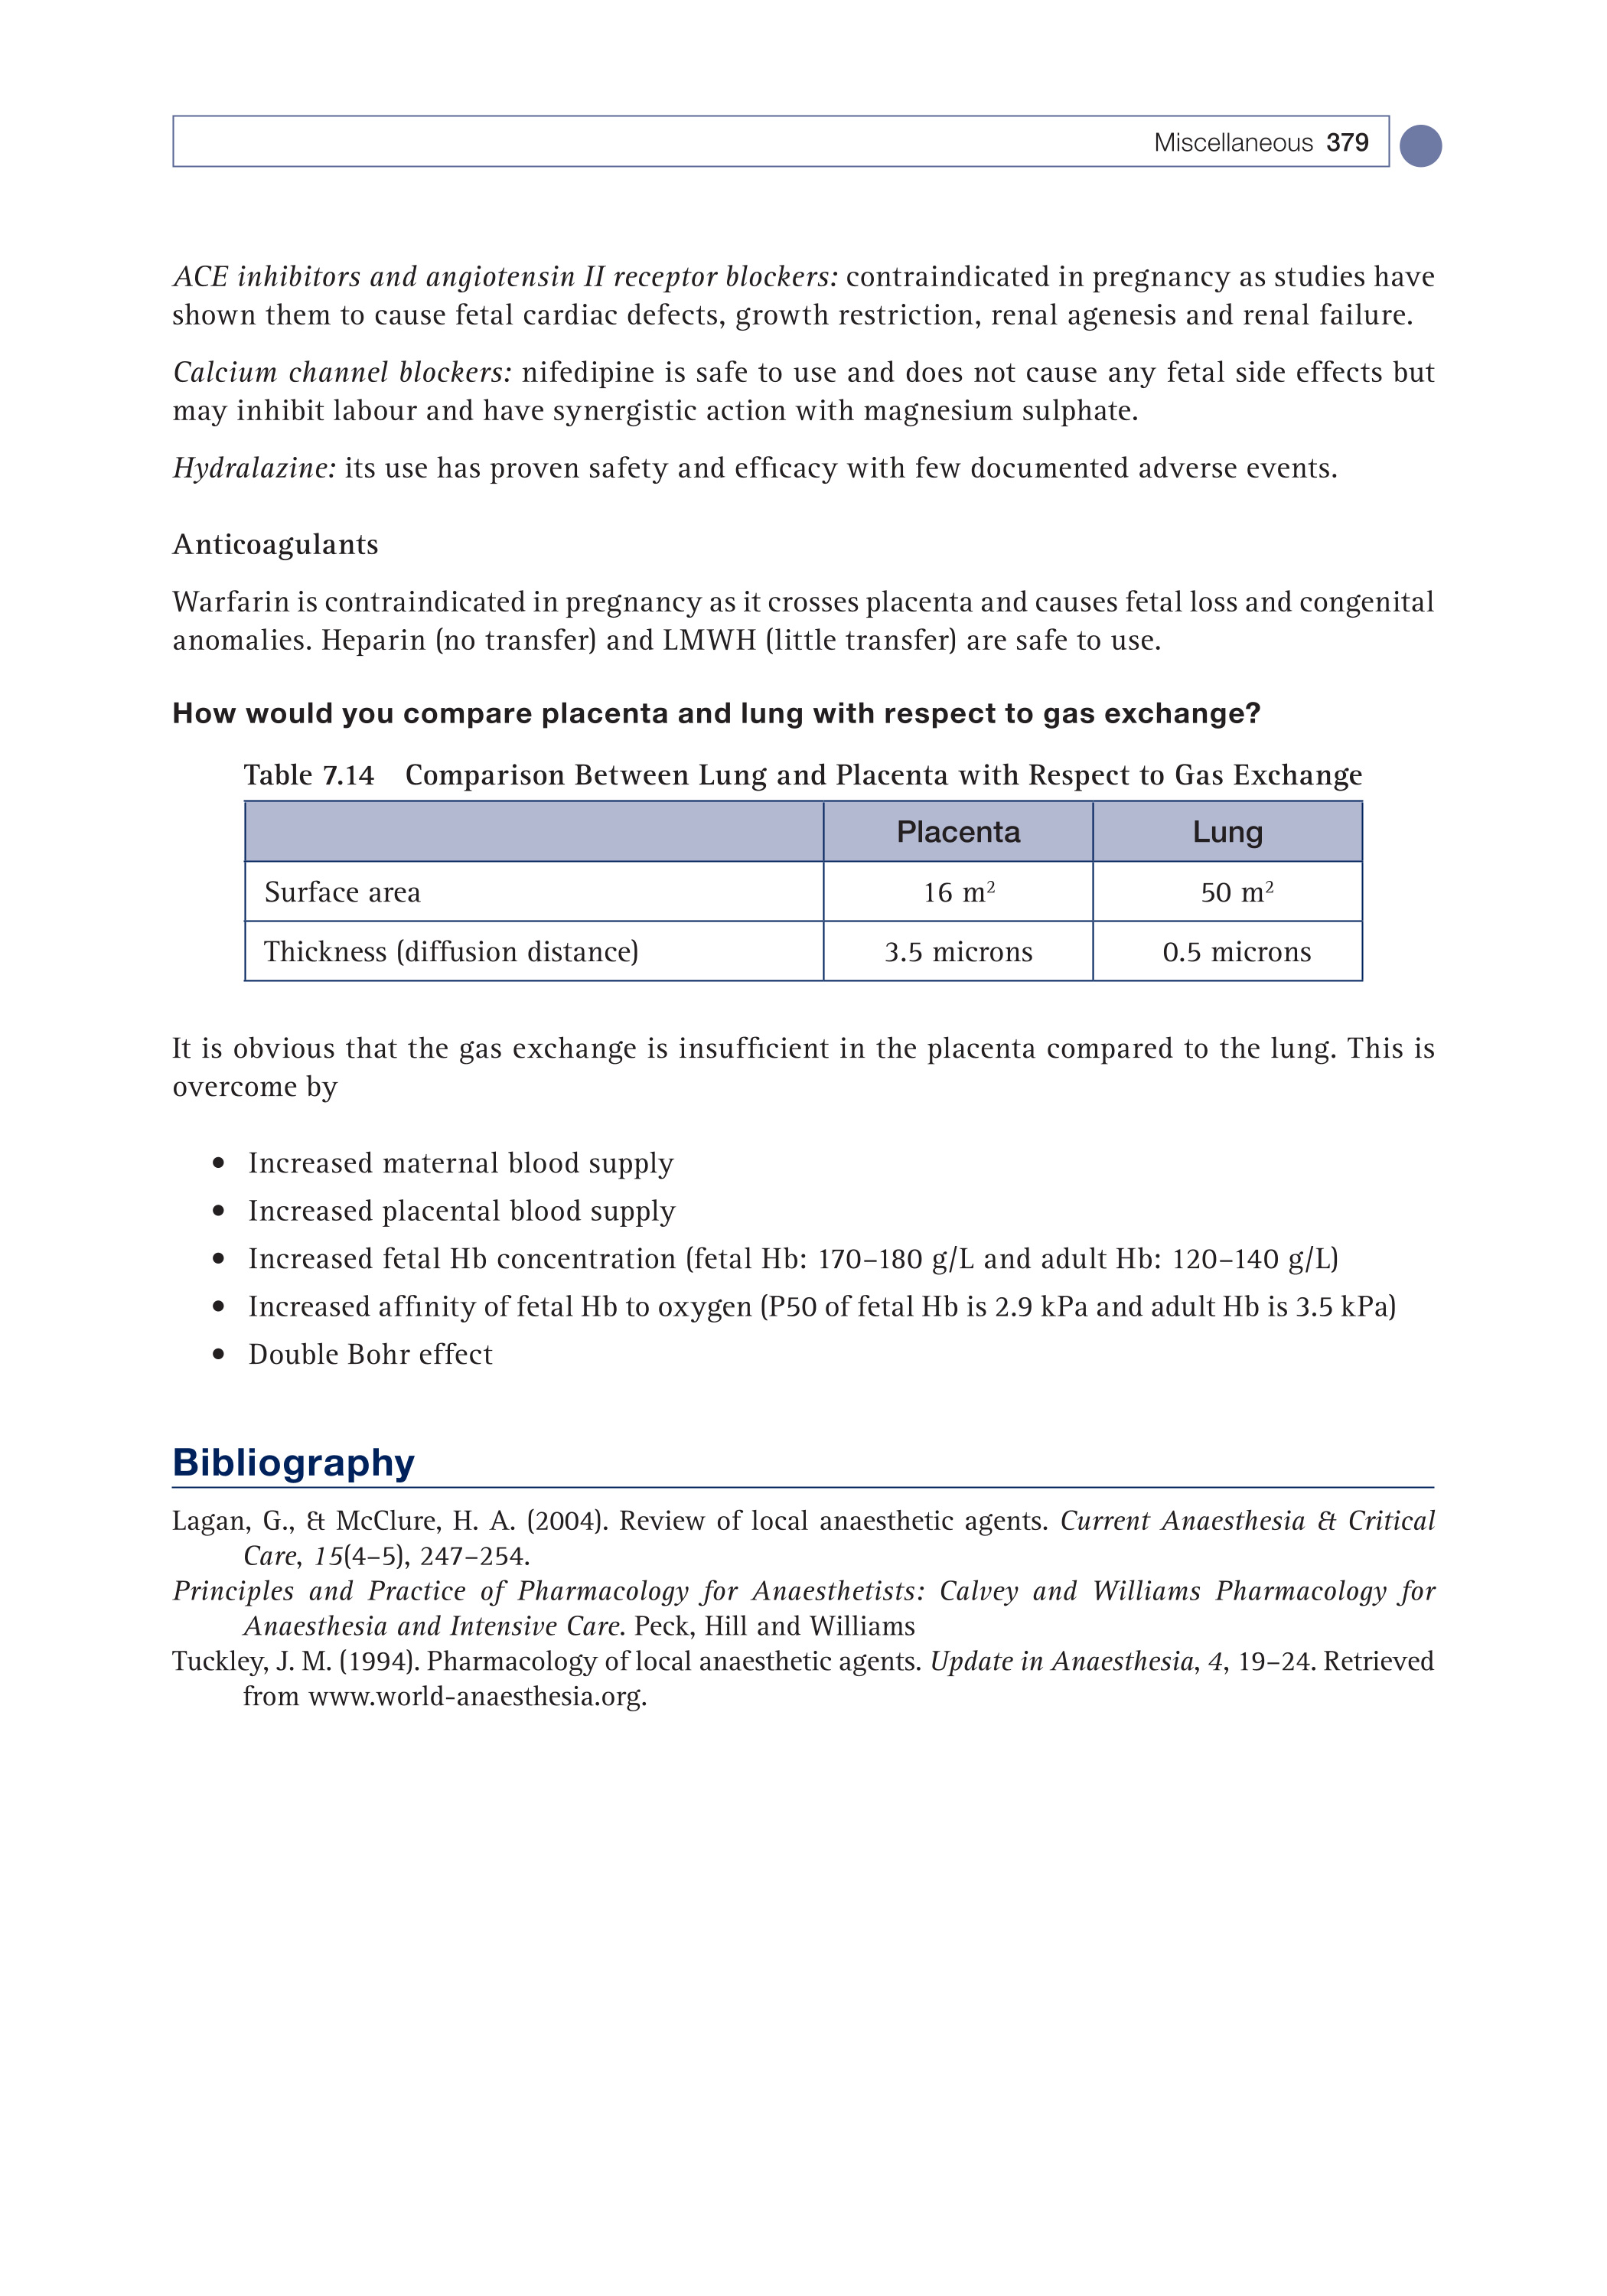 Miscellaneous 379
ACE inhibitors and angiotensin II receptor blockers: contraindicated in pregnancy as studies have
shown them to cause fetal cardiac defects, growth restriction, renal agenesis and renal failure.
Calcium channel blockers: nifedipine is safe to use and does not cause any fetal side effects but
may inhibit labour and have synergistic action with magnesium sulphate.
Hydralazine: its use has proven safety and efficacy with few documented adverse events.
Anticoagulants
Warfarin is contraindicated in pregnancy as it crosses placenta and causes fetal loss and congenital
anomalies. Heparin (no transfer) and LMWH (little transfer) are safe to use.
How would you compare placenta and lung with respect to gas exchange?
Table 7.14 Comparison Between Lung and Placenta with Respect to Gas Exchange
Placenta Lung
Surface area 16 m² 50 m²
Thickness (diffusion distance) 3.5 microns 0.5 microns
It is obvious that the gas exchange is insufficient in the placenta compared to the lung. This is
overcome by
• Increased maternal blood supply
• Increased placental blood supply
• Increased fetal Hb concentration (fetal Hb: 170–180 g/L and adult Hb: 120–140 g/L)
• Increased affinity of fetal Hb to oxygen (P50 of fetal Hb is 2.9 kPa and adult Hb is 3.5 kPa)
• Double Bohr effect
Bibliography
Lagan, G., & McClure, H. A. (2004). Review of local anaesthetic agents. Current Anaesthesia & Critical
Care, 15(4–5), 247–254.
Principles and Practice of Pharmacology for Anaesthetists: Calvey and Williams Pharmacology for
Anaesthesia and Intensive Care. Peck, Hill and Williams
Tuckley, J. M. (1994). Pharmacology of local anaesthetic agents. Update in Anaesthesia, 4, 19–24. Retrieved
from www.world-anaesthesia.org.